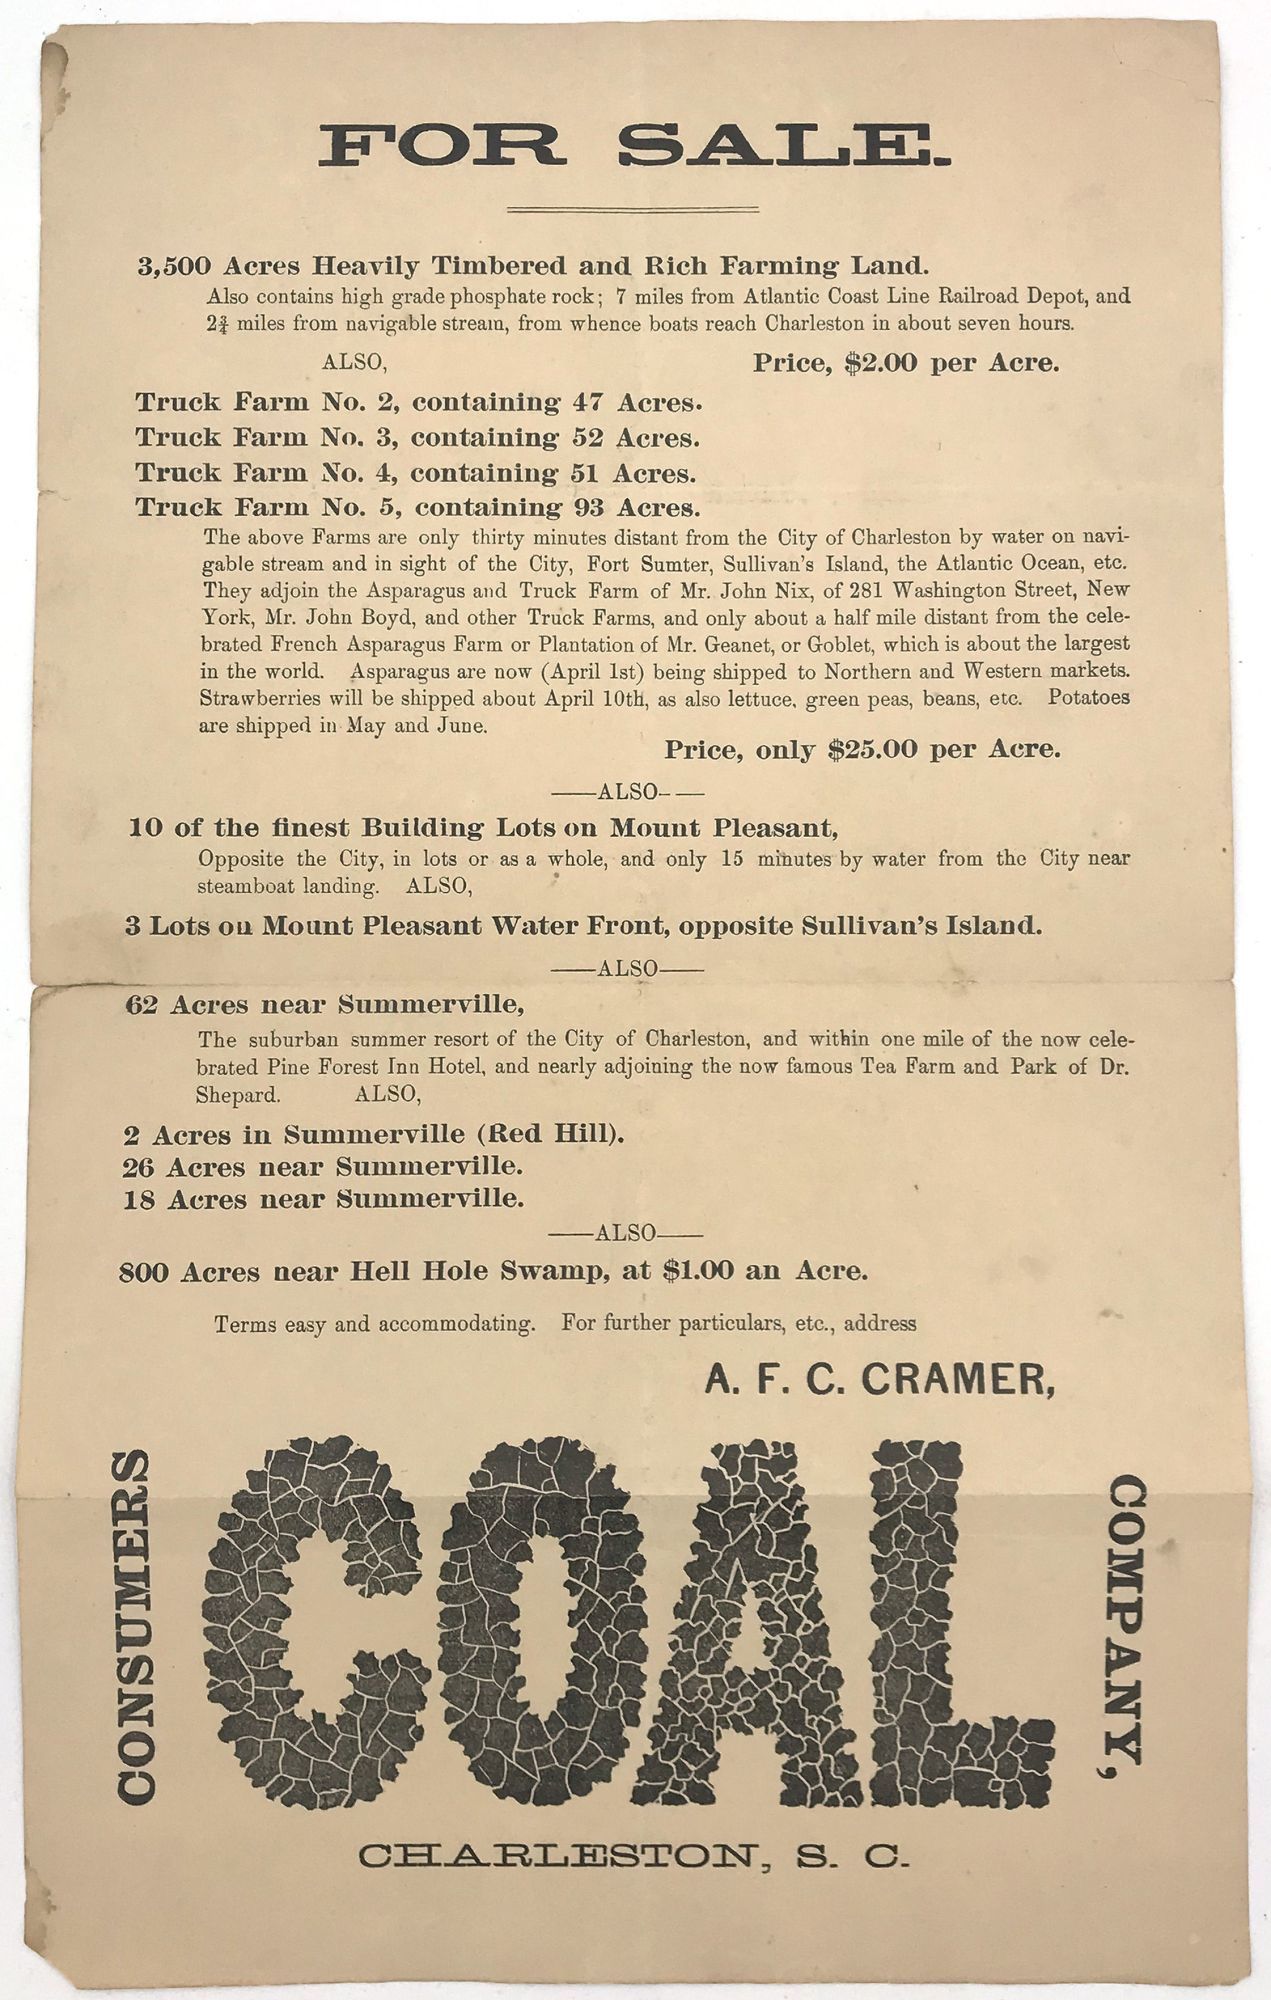 FOR SALE.
3,500 Acres Heavily Timbered and Rich Farming Land.
Also contains high grade phosphate rock; 7 miles from Atlantic Coast Line Railroad Depot, and
2¾ miles from navigable stream, from whence boats reach Charleston in about seven hours.
ALSO, Price, $2.00 per Acre.
Truck Farm No. 2, containing 47 Acres.
Truck Farm No. 3, containing 52 Acres.
Truck Farm No. 4, containing 51 Acres.
Truck Farm No. 5, containing 93 Acres.
The above Farms are only thirty minutes distant from the City of Charleston by water on navi-
gable stream and in sight of the City, Fort Sumter, Sullivan's Island, the Atlantic Ocean, etc.
They adjoin the Asparagus and Truck Farm of Mr. John Nix, of 281 Washington Street, New
York, Mr. John Boyd, and other Truck Farms, and only about a half mile distant from the cele-
brated French Asparagus Farm or Plantation of Mr. Geanet, or Goblet, which is about the largest
in the world. Asparagus are now (April 1st) being shipped to Northern and Western markets.
Strawberries will be shipped about April 10th, as also lettuce, green peas, beans, etc. Potatoes
are shipped in May and June.
Price, only $25.00 per Acre.
——ALSO——
10 of the finest Building Lots on Mount Pleasant,
Opposite the City, in lots or as a whole, and only 15 minutes by water from the City near
steamboat landing. ALSO,
3 Lots on Mount Pleasant Water Front, opposite Sullivan's Island.
——ALSO——
62 Acres near Summerville,
The suburban summer resort of the City of Charleston, and within one mile of the now cele-
brated Pine Forest Inn Hotel, and nearly adjoining the now famous Tea Farm and Park of Dr.
Shepard. ALSO,
2 Acres in Summerville (Red Hill).
26 Acres near Summerville.
18 Acres near Summerville.
——ALSO——
800 Acres near Hell Hole Swamp, at $1.00 an Acre.
Terms easy and accommodating. For further particulars, etc., address
A. F. C. CRAMER,
CONSUMERS
COAL
COMPANY,
CHARLESTON, S. C.